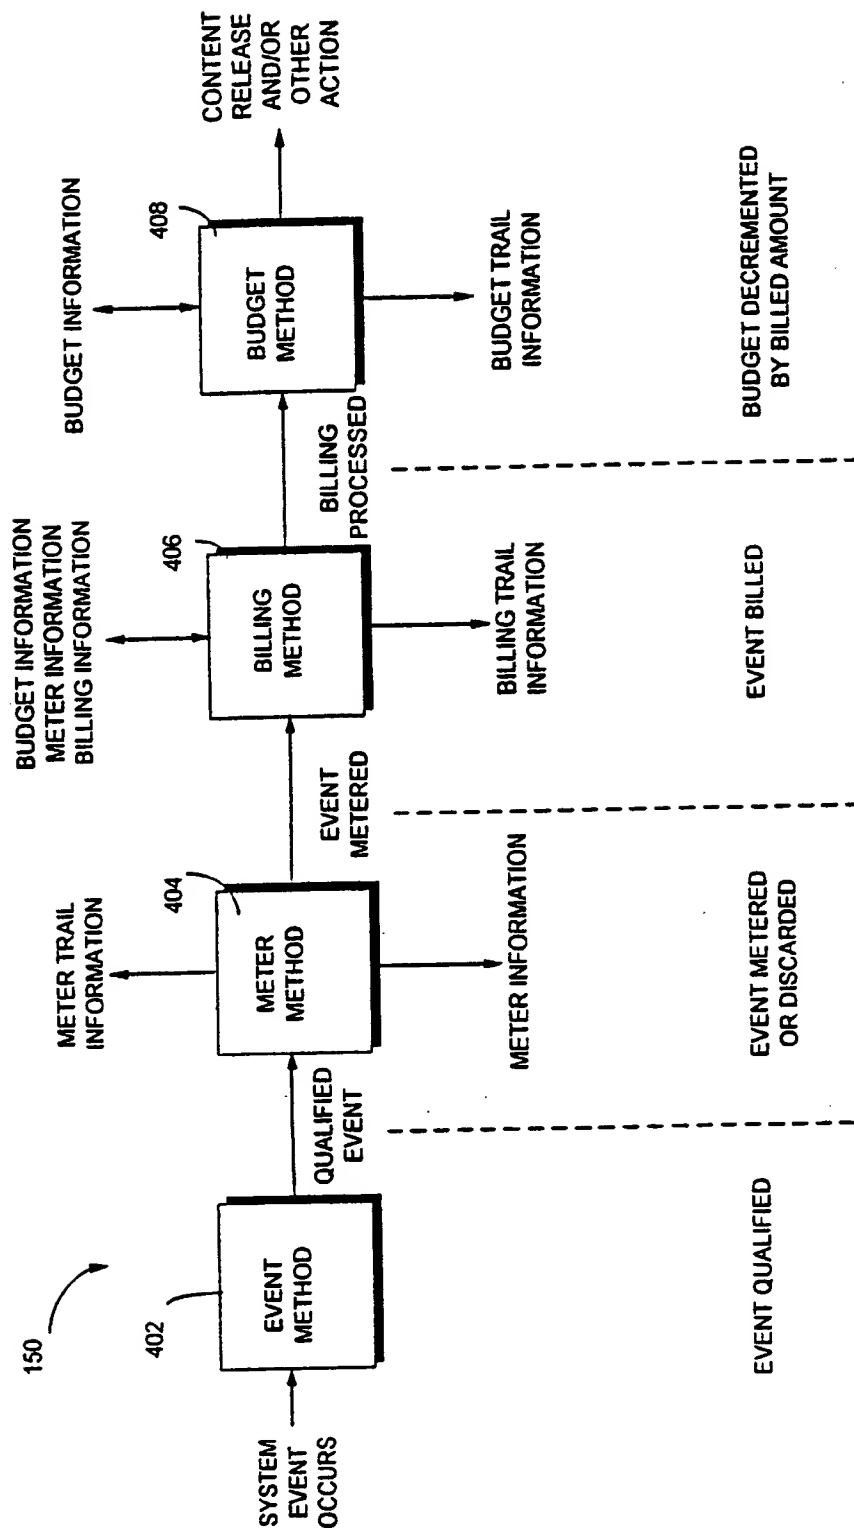 150
SYSTEM
EVENT
OCCURS
402
EVENT
METHOD
QUALIFIED
EVENT
METER TRAIL
INFORMATION
404
METER
METHOD
METER INFORMATION
EVENT
METERED
BUDGET INFORMATION
METER INFORMATION
BILLING INFORMATION
406
BILLING
METHOD
BILLING TRAIL
INFORMATION
BILLING
PROCESSED
BUDGET INFORMATION
408
BUDGET
METHOD
BUDGET TRAIL
INFORMATION
CONTENT
RELEASE
AND/OR
OTHER
ACTION
EVENT QUALIFIED
EVENT METERED
OR DISCARDED
EVENT BILLED
BUDGET DECREMENTED
BY BILLED AMOUNT